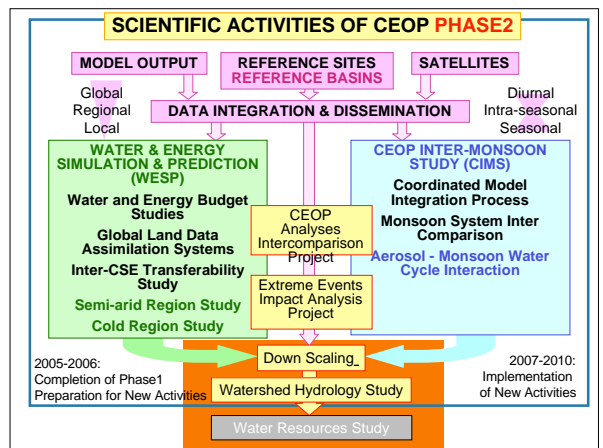 SCIENTIFIC ACTIVITIES OF CEOP PHASE2
MODEL OUTPUT
REFERENCE SITES
REFERENCE BASINS
SATELLITES
Global
Regional
Local
DATA INTEGRATION & DISSEMINATION
Diurnal
Intra-seasonal
Seasonal
WATER & ENERGY
SIMULATION & PREDICTION
(WESP)
Water and Energy Budget
Studies
Global Land Data
Assimilation Systems
Inter-CSE Transferability
Study
Semi-arid Region Study
Cold Region Study
CEOP
Analyses
Intercomparison
Project
Extreme Events
Impact Analysis
Project
CEOP INTER-MONSOON
STUDY (CIMS)
Coordinated Model
Integration Process
Monsoon System Inter
Comparison
Aerosol - Monsoon Water
Cycle Interaction
2005-2006:
Completion of Phase1
Preparation for New Activities
Down Scaling_
Watershed Hydrology Study
Water Resources Study
2007-2010:
Implementation
of New Activities